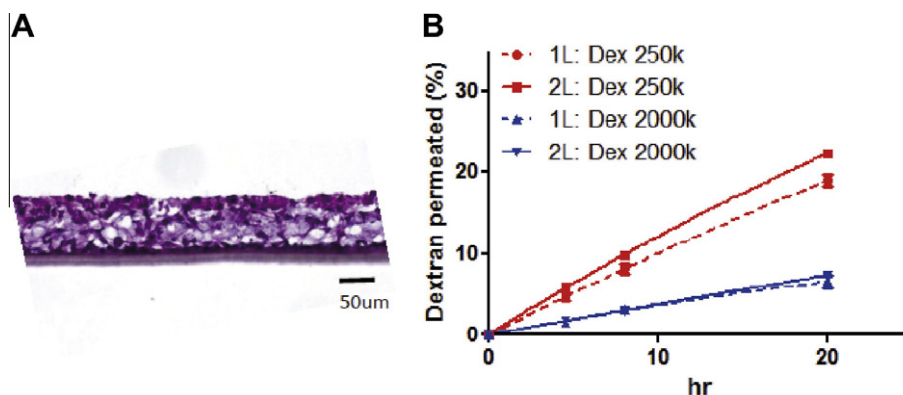 A
50um
B
1L: Dex 250k
2L: Dex 250k
1L: Dex 2000k
2L: Dex 2000k
Dextran permeated (%)
30
20
10
0
0 10 20
hr